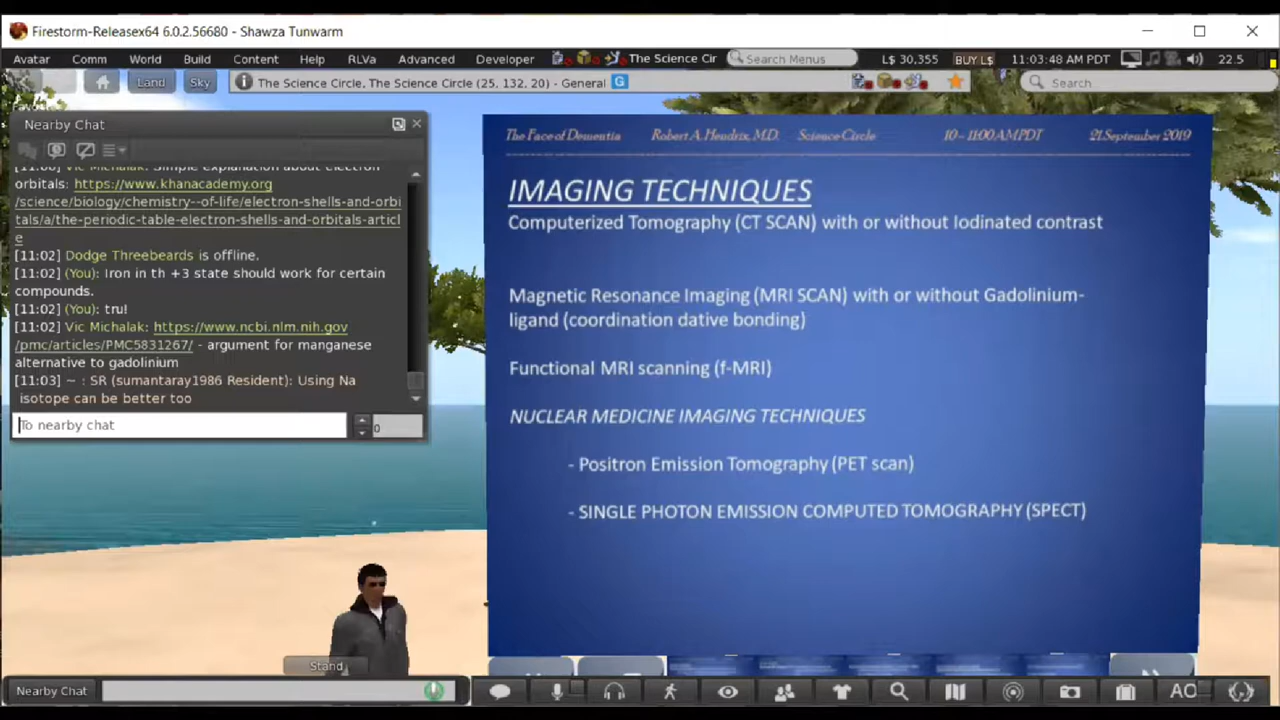 Firestorm-Releasex64 6.0.2.56680 - Shawza Tunwarm
Avatar Comm World Build Content Help RLVa Advanced Developer The Science Cir Search Menus L$ 30,355 BUY L$ 11:03:48 AM PDT 22.5
Land Sky The Science Circle, The Science Circle (25, 132, 20) - General G Search...
Nearby Chat
Vic Michalak: Simple explanation about electron
orbitals: https://www.khanacademy.org
/science/biology/chemistry--of-life/electron-shells-and-orbi
tals/a/the-periodic-table-electron-shells-and-orbitals-articl
e
[11:02] Dodge Threebeards is offline.
[11:02] (You): Iron in th +3 state should work for certain
compounds.
[11:02] (You): tru!
[11:02] Vic Michalak: https://www.ncbi.nlm.nih.gov
/pmc/articles/PMC5831267/ - argument for manganese
alternative to gadolinium
[11:03] ~ : SR (sumantaray1986 Resident): Using Na
isotope can be better too
To nearby chat
0
The Face of Dementia Robert A. Hendrix, M.D. Science Circle 10 - 11:00 AM PDT 21 September 2019
IMAGING TECHNIQUES
Computerized Tomography (CT SCAN) with or without Iodinated contrast
Magnetic Resonance Imaging (MRI SCAN) with or without Gadolinium-
ligand (coordination dative bonding)
Functional MRI scanning (f-MRI)
NUCLEAR MEDICINE IMAGING TECHNIQUES
- Positron Emission Tomography (PET scan)
- SINGLE PHOTON EMISSION COMPUTED TOMOGRAPHY (SPECT)
Stand
Nearby Chat
AO